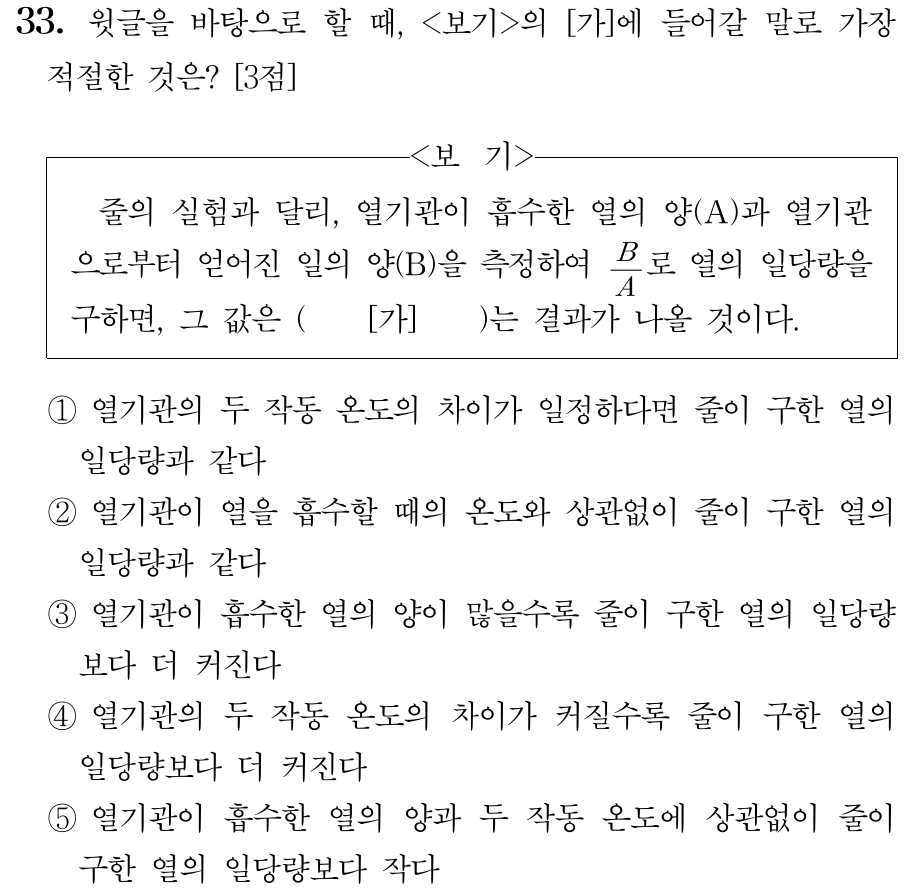 33. 윗글을 바탕으로 할 때, <보기>의 [가]에 들어갈 말로 가장
적절한 것은? [3점]
<보 기>
줄의 실험과 달리, 열기관이 흡수한 열의 양(A)과 열기관
으로부터 얻어진 일의 양(B)을 측정하여 B/A로 열의 일당량을
구하면, 그 값은 ( [가] )는 결과가 나올 것이다.
① 열기관의 두 작동 온도의 차이가 일정하다면 줄이 구한 열의
일당량과 같다
② 열기관이 열을 흡수할 때의 온도와 상관없이 줄이 구한 열의
일당량과 같다
③ 열기관이 흡수한 열의 양이 많을수록 줄이 구한 열의 일당량
보다 더 커진다
④ 열기관의 두 작동 온도의 차이가 커질수록 줄이 구한 열의
일당량보다 더 커진다
⑤ 열기관이 흡수한 열의 양과 두 작동 온도에 상관없이 줄이
구한 열의 일당량보다 작다